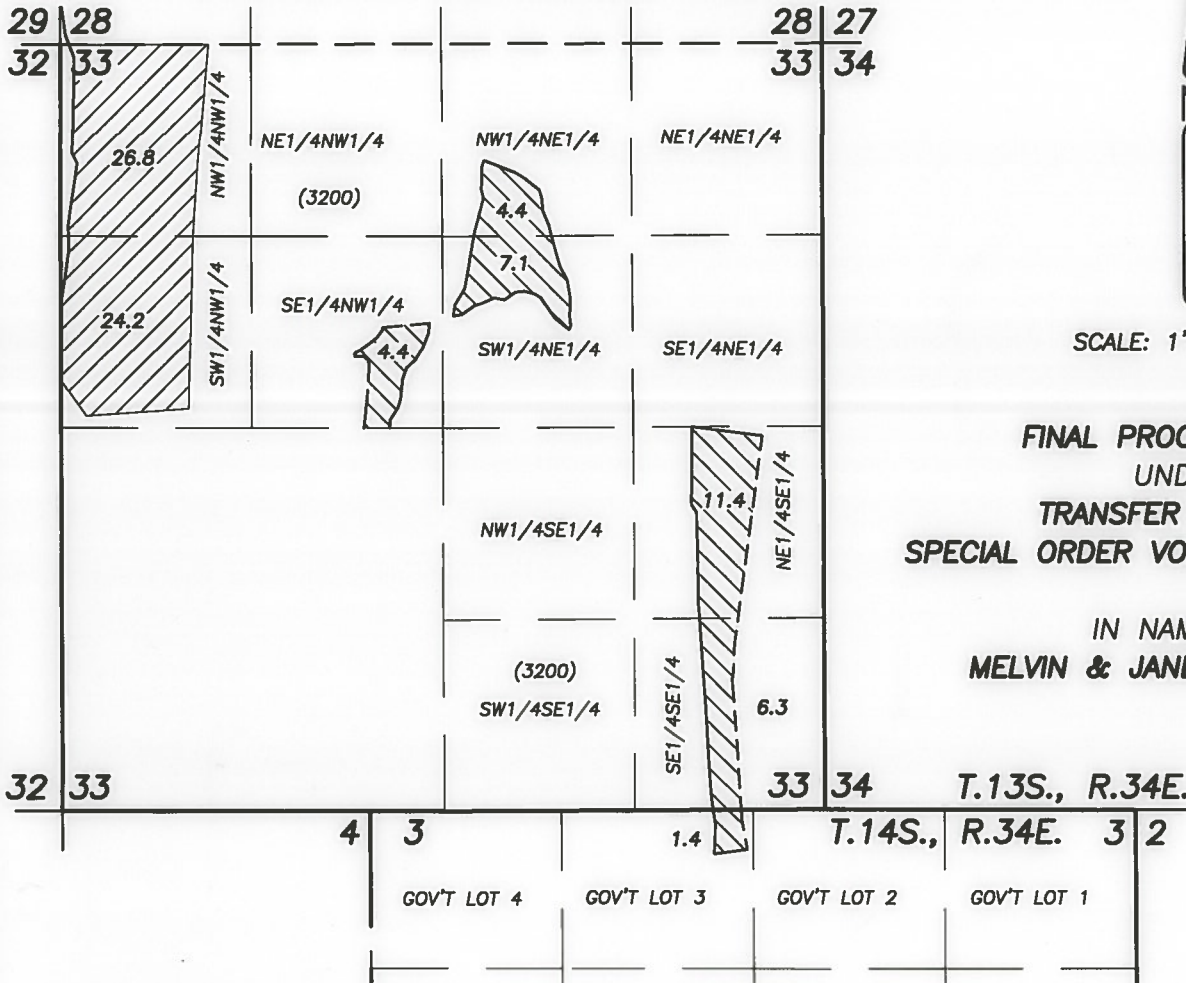 29 28 28 27
32 33 33 34
NW1/4NW1/4
NE1/4NW1/4 NW1/4NE1/4 NE1/4NE1/4
26.8
(3200)
4.4
7.1
SW1/4NW1/4
SE1/4NW1/4
24.2
4.4 SW1/4NE1/4 SE1/4NE1/4
SCALE: 1"
FINAL
UND
11.4
TRANSFER
NE1/4SE1/4
NW1/4SE1/4
SPECIAL ORDER
IN
(3200)
MELVIN &
SE1/4SE1/4
SW1/4SE1/4
6.3
32 33 33 34 T.13S., R.34E.
4 3 1.4 T.14S., R.34E. 3 2
GOV'T LOT 4 GOV'T LOT 3 GOV'T LOT 2 GOV'T LOT 1